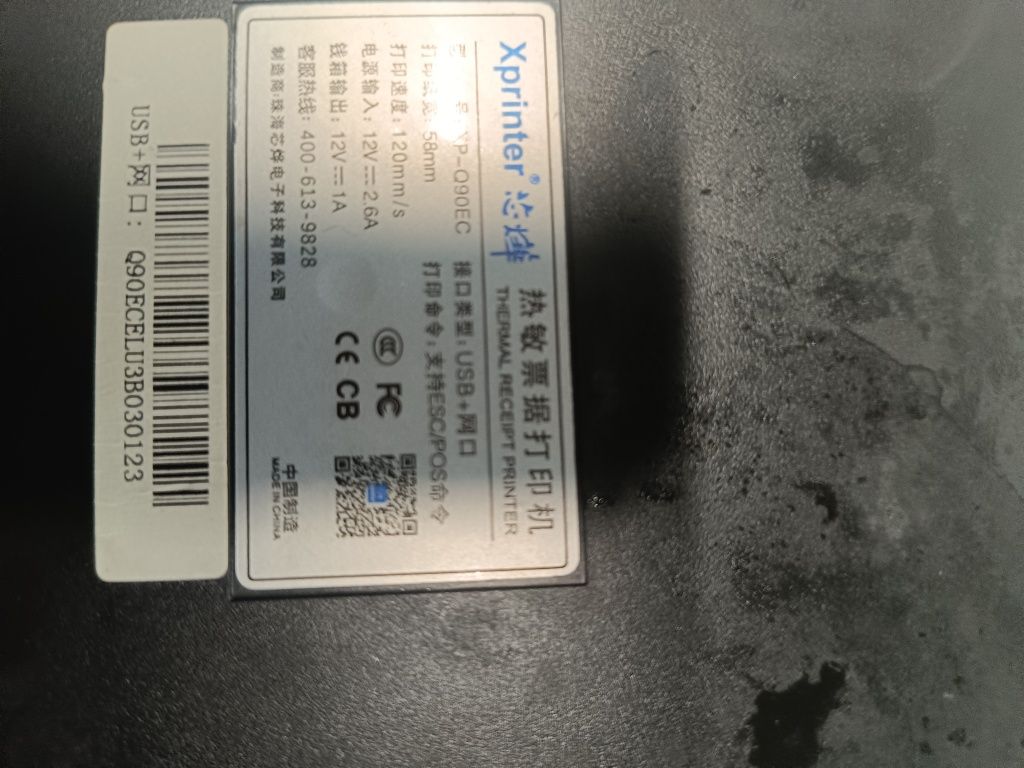 Xprinter® 芯烨 热敏票据打印机
THERMAL RECEIPT PRINTER
号: XP-Q90EC 接口类型: USB+网口
打印纸宽: 58mm 打印命令: 支持ESC/POS命令
打印速度: 120mm/s
电源输入: 12V⎓2.6A
钱箱输出: 12V⎓1A
客服热线: 400-613-9828
制造商: 珠海芯烨电子科技有限公司
CCC FC
CE CB
中国制造
MADE IN CHINA
USB+网口: Q90ECELU3B030123